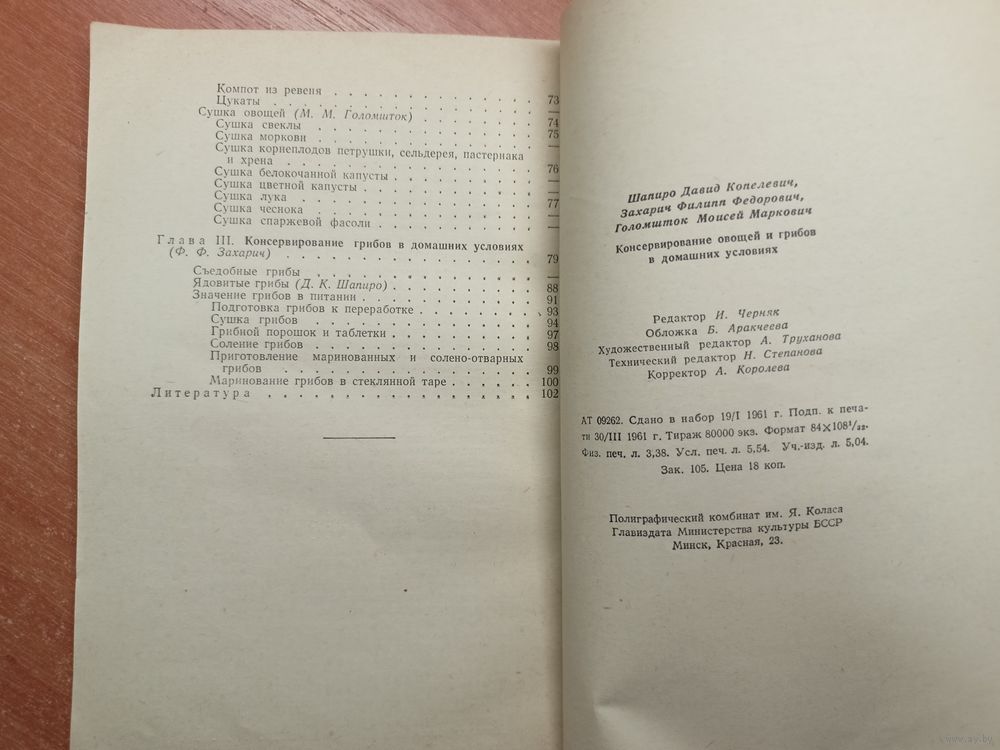 Компот из ревеня . . . . . . . . . . . . . . .
Цукаты . . . . . . . . . . . . . . . . 73
Сушка овощей (М. М. Голомшток) . . . . . . . 74
Сушка свеклы . . . . . . . . . . . . . . 75
Сушка моркови . . . . . . . . . . . . . . —
Сушка корнеплодов петрушки, сельдерея, пастернака
и хрена . . . . . . . . . . . . . . . 76
Сушка белокочанной капусты . . . . . . . . . —
Сушка цветной капусты . . . . . . . . . . . —
Сушка лука . . . . . . . . . . . . . . . 77
Сушка чеснока . . . . . . . . . . . . . . —
Сушка спаржевой фасоли . . . . . . . . . . —
Глава III. Консервирование грибов в домашних условиях
(Ф. Ф. Захарич) . . . . . . . . . . . . . . 79
Съедобные грибы . . . . . . . . . . . . . —
Ядовитые грибы (Д. К. Шапиро) . . . . . . . . 88
Значение грибов в питании . . . . . . . . . . 91
Подготовка грибов к переработке . . . . . . . 93
Сушка грибов . . . . . . . . . . . . . . 94
Грибной порошок и таблетки . . . . . . . . . 97
Соление грибов . . . . . . . . . . . . . . 98
Приготовление маринованных и солено-отварных
грибов . . . . . . . . . . . . . . . . 99
Маринование грибов в стеклянной таре . . . . . 100
Литература . . . . . . . . . . . . . . . . . 102
Шапиро Давид Копелевич,
Захарич Филипп Федорович,
Голомшток Моисей Маркович
Консервирование овощей и грибов
в домашних условиях
Редактор И. Черняк
Обложка Б. Аракчеева
Художественный редактор А. Труханова
Технический редактор Н. Степанова
Корректор А. Королева
АТ 09262. Сдано в набор 19/I 1961 г. Подп. к печа-
ти 30/III 1961 г. Тираж 80000 экз. Формат 84×108¹/₃₂.
Физ. печ. л. 3,38. Усл. печ. л. 5,54. Уч.-изд. л. 5,04.
Зак. 105. Цена 18 коп.
Полиграфический комбинат им. Я. Коласа
Главиздата Министерства культуры БССР
Минск, Красная, 23.
www.ay.by